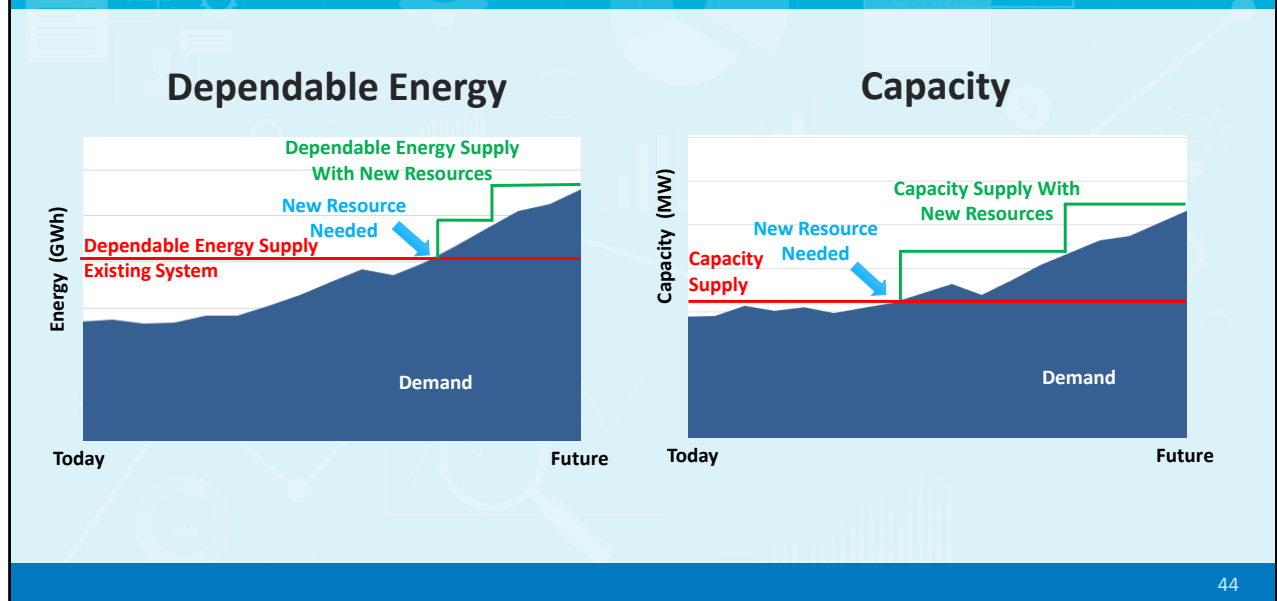 Dependable Energy
Dependable Energy Supply
With New Resources
New Resource
Needed
Dependable Energy Supply
Existing System
Energy (GWh)
Demand
Today
Future
Capacity
Capacity Supply With
New Resources
New Resource
Needed
Capacity
Supply
Capacity (MW)
Demand
Today
Future
44